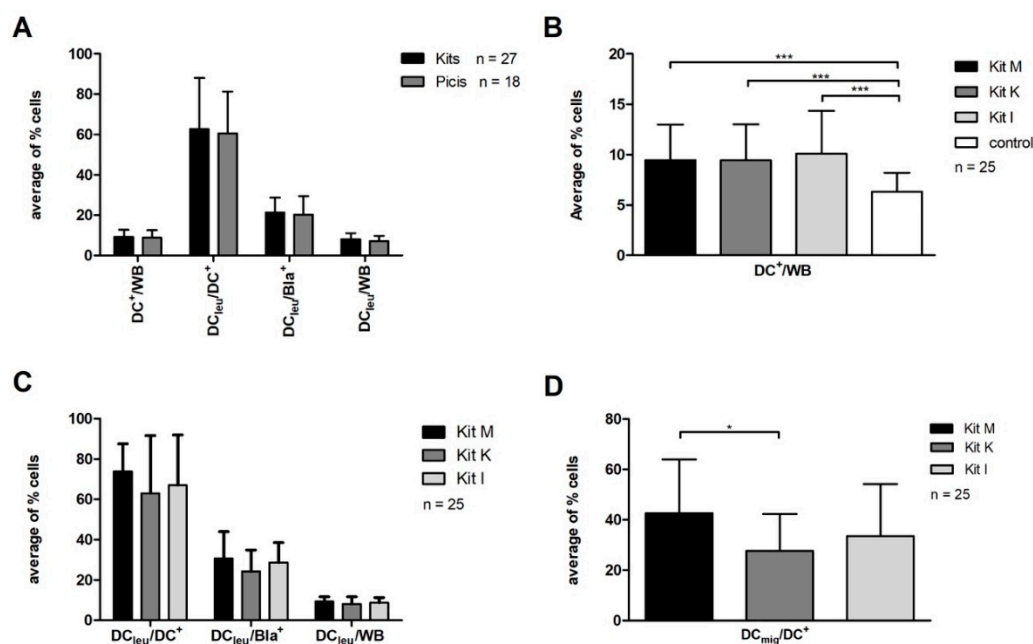 A
average of % cells
100
80
60
40
20
0
DC⁺/WB
DCₗₑᵤ/DC⁺
DCₗₑᵤ/Bla⁺
DCₗₑᵤ/WB
Kits n = 27
Picis n = 18
B
Average of % cells
20
15
10
5
0
***
***
***
DC⁺/WB
Kit M
Kit K
Kit I
control
n = 25
C
average of % cells
100
80
60
40
20
0
DCₗₑᵤ/DC⁺
DCₗₑᵤ/Bla⁺
DCₗₑᵤ/WB
Kit M
Kit K
Kit I
n = 25
D
average of % cells
80
60
40
20
0
*
DCmig/DC⁺
Kit M
Kit K
Kit I
n = 25